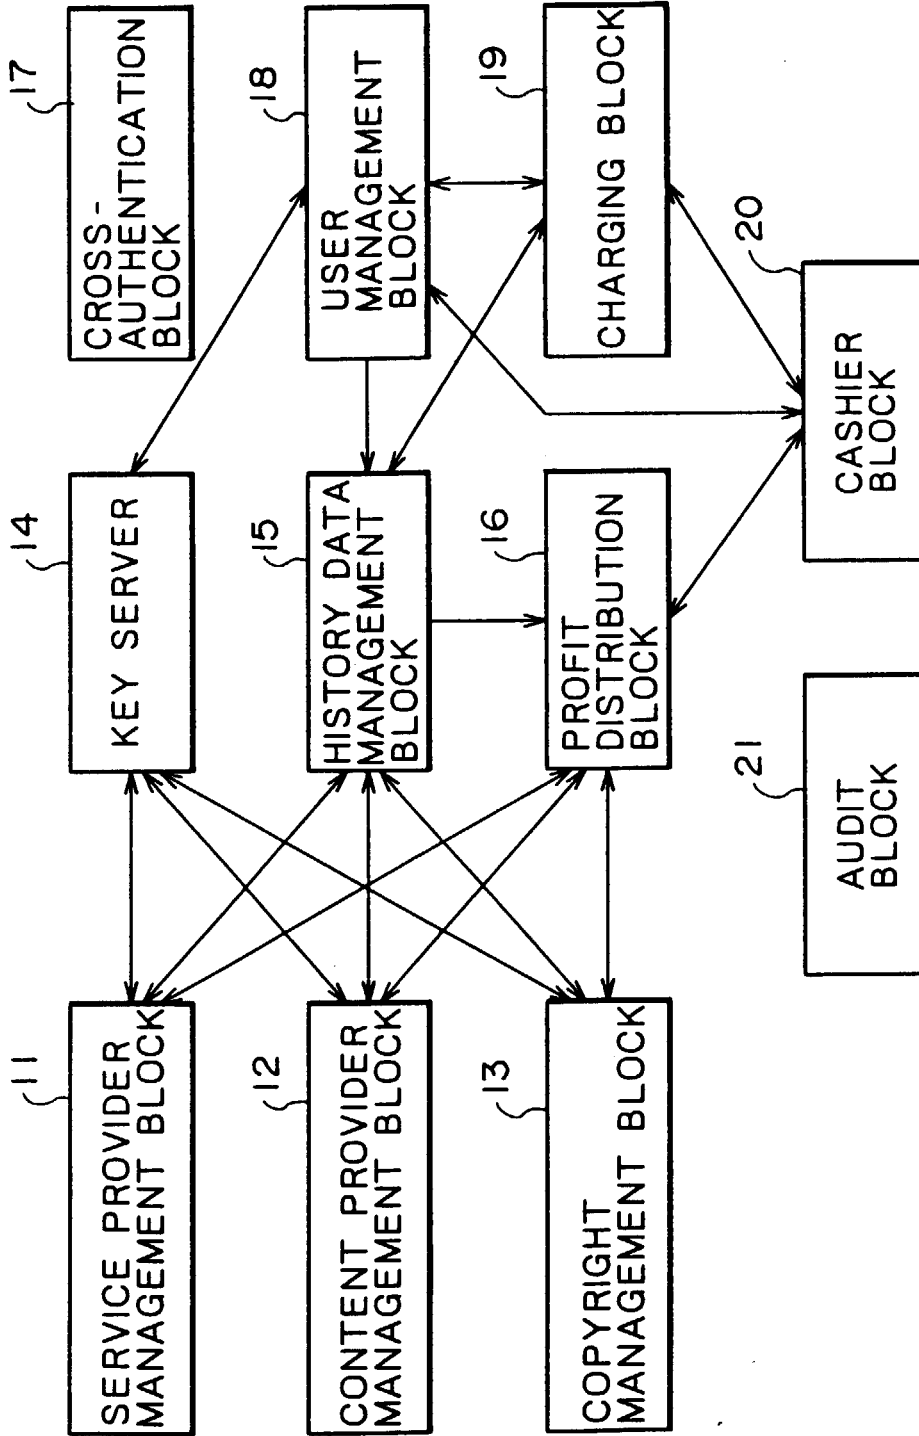 11
SERVICE PROVIDER
MANAGEMENT BLOCK
12
CONTENT PROVIDER
MANAGEMENT BLOCK
13
COPYRIGHT
MANAGEMENT BLOCK
14
KEY SERVER
15
HISTORY DATA
MANAGEMENT
BLOCK
16
PROFIT
DISTRIBUTION
BLOCK
17
CROSS-
AUTHENTICATION
BLOCK
18
USER
MANAGEMENT
BLOCK
19
CHARGING BLOCK
20
CASHIER
BLOCK
21
AUDIT
BLOCK